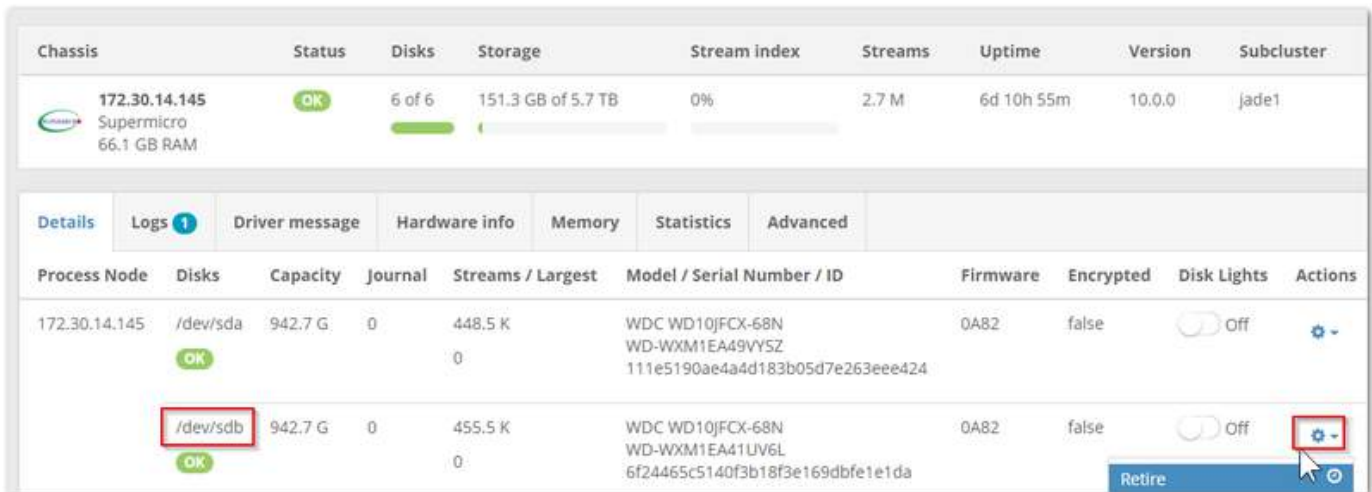 Chassis Status Disks Storage Stream index Streams Uptime Version Subcluster
172.30.14.145 OK 6 of 6 151.3 GB of 5.7 TB 0% 2.7 M 6d 10h 55m 10.0.0 jade1
Supermicro
66.1 GB RAM
Details Logs 1 Driver message Hardware info Memory Statistics Advanced
Process Node Disks Capacity Journal Streams / Largest Model / Serial Number / ID Firmware Encrypted Disk Lights Actions
172.30.14.145 /dev/sda 942.7 G 0 448.5 K WDC WD10JFCX-68N 0A82 false Off
WD-WXM1EA49VYSZ
OK 0 111e5190ae4a4d183b05d7e263eee424
/dev/sdb 942.7 G 0 455.5 K WDC WD10JFCX-68N 0A82 false Off
WD-WXM1EA41UV6L
OK 0 6f24465c5140f3b18f3e169dbfe1e1da
Retire